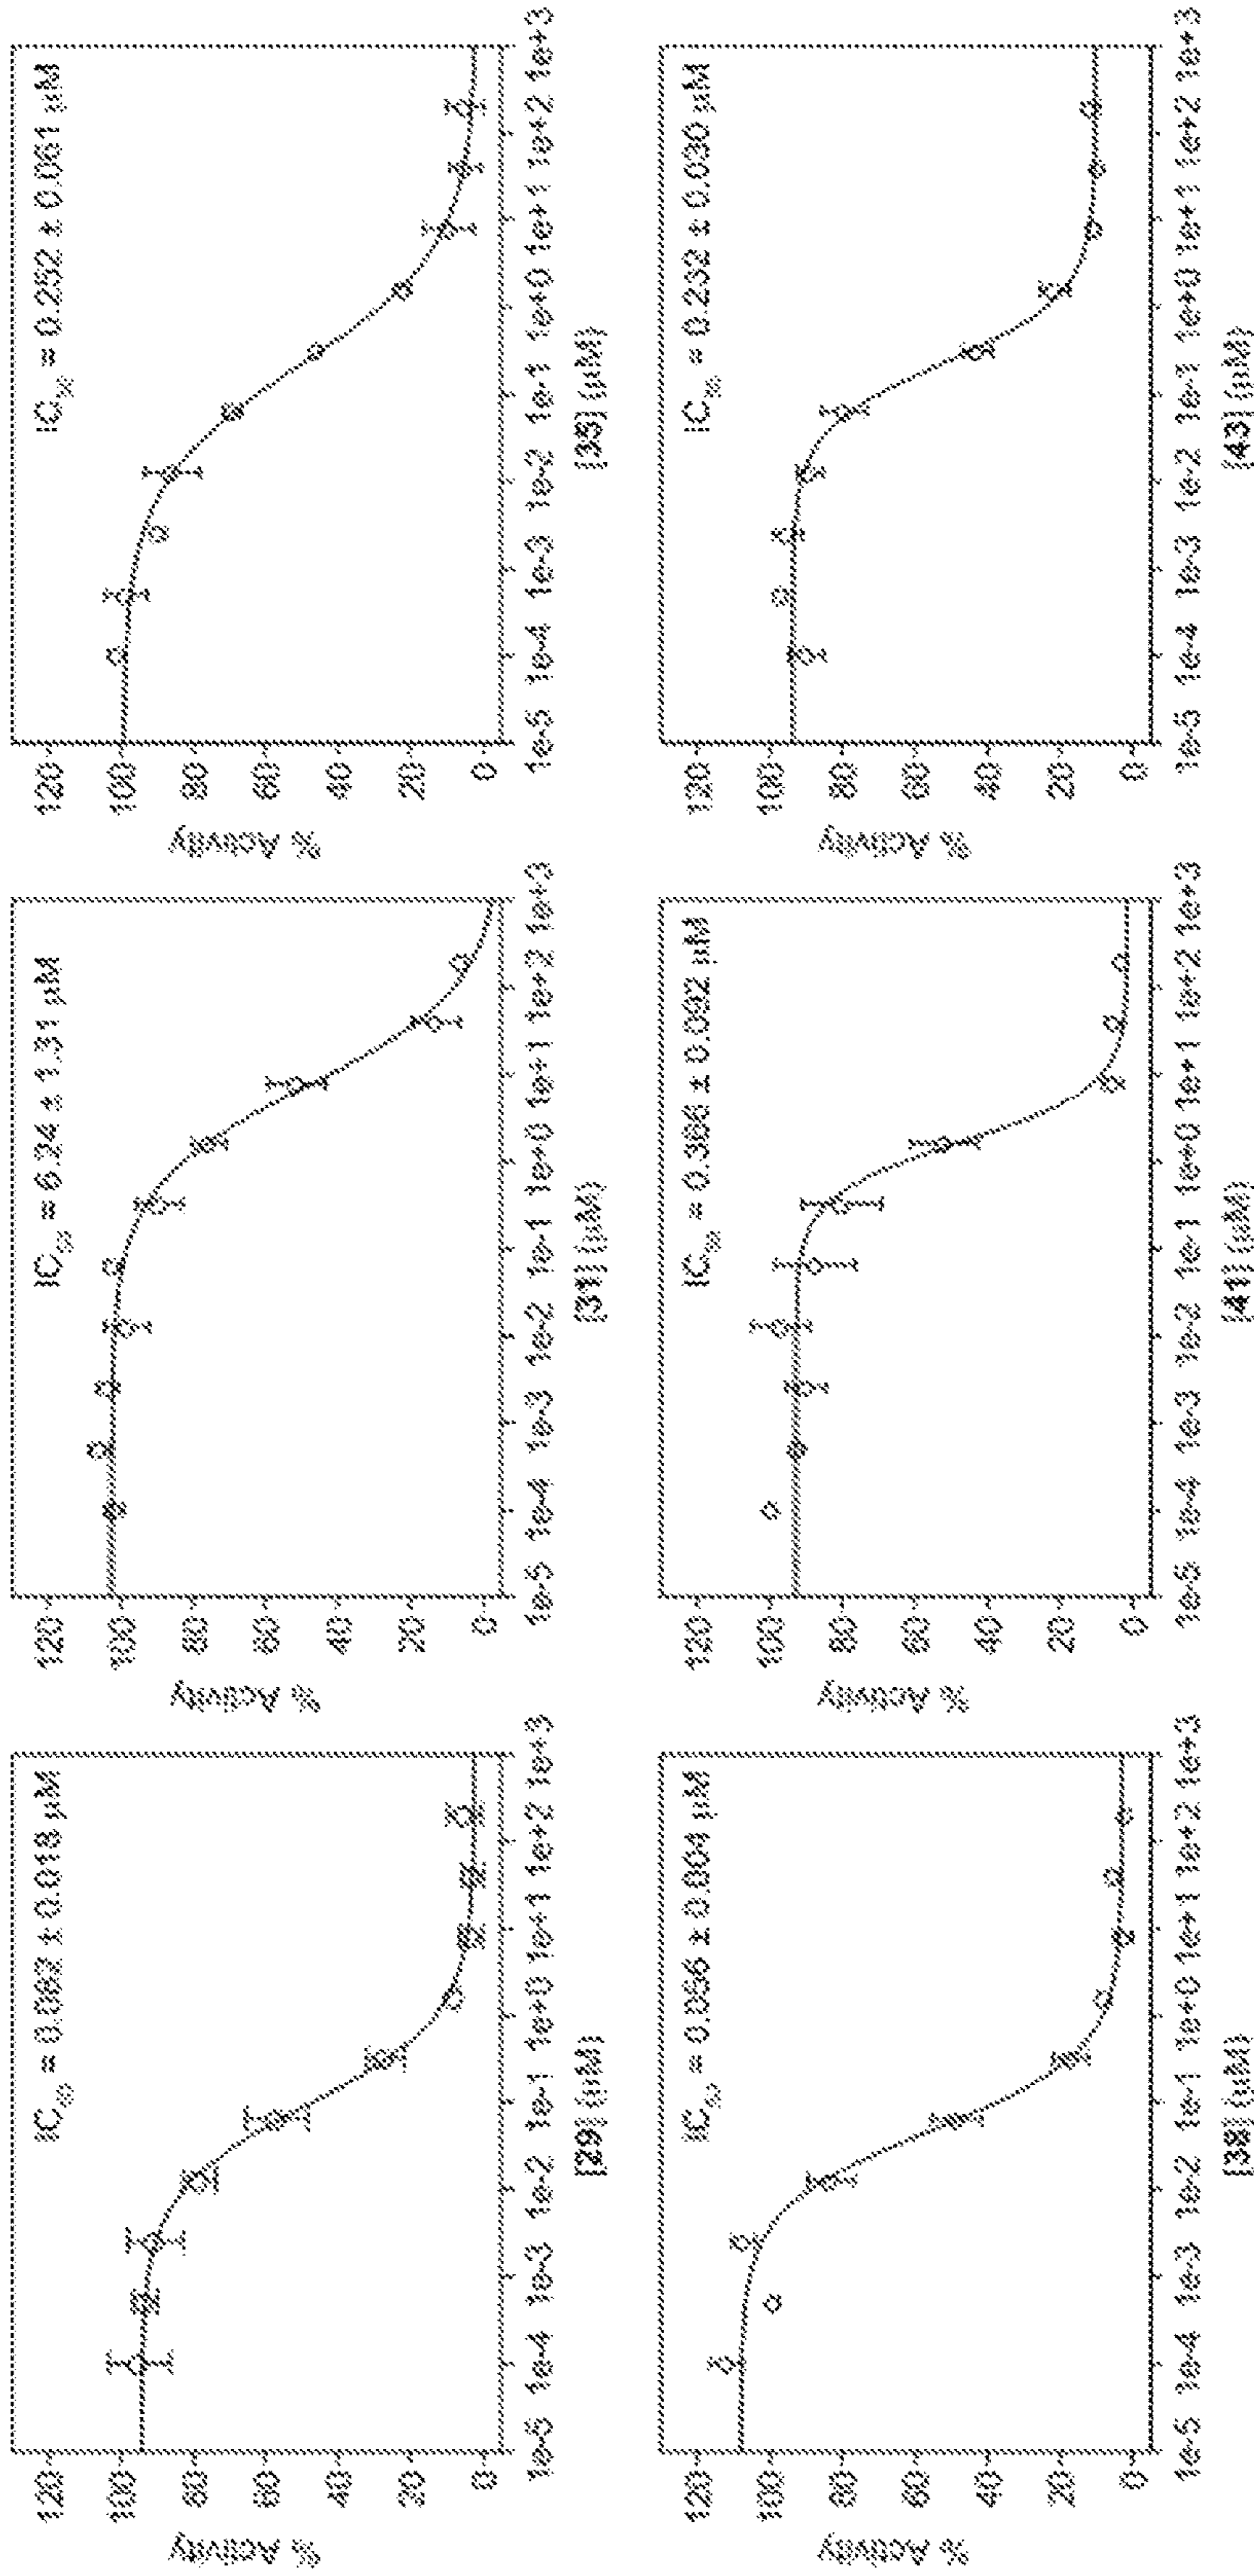 IC₅₀ = 0.062 ± 0.018 µM
% Activity
120
100
80
60
40
20
0
1e-5 1e-4 1e-3 1e-2 1e-1 1e+0 1e+1 1e+2 1e+3
[29] (µM)
IC₅₀ = 6.24 ± 1.31 µM
% Activity
120
100
80
60
40
20
0
1e-5 1e-4 1e-3 1e-2 1e-1 1e+0 1e+1 1e+2 1e+3
[31] (µM)
IC₅₀ = 0.252 ± 0.061 µM
% Activity
120
100
80
60
40
20
0
1e-5 1e-4 1e-3 1e-2 1e-1 1e+0 1e+1 1e+2 1e+3
[35] (µM)
IC₅₀ = 0.056 ± 0.004 µM
% Activity
120
100
80
60
40
20
0
1e-5 1e-4 1e-3 1e-2 1e-1 1e+0 1e+1 1e+2 1e+3
[38] (µM)
IC₅₀ = 0.366 ± 0.092 µM
% Activity
120
100
80
60
40
20
0
1e-5 1e-4 1e-3 1e-2 1e-1 1e+0 1e+1 1e+2 1e+3
[41] (µM)
IC₅₀ = 0.232 ± 0.030 µM
% Activity
120
100
80
60
40
20
0
1e-5 1e-4 1e-3 1e-2 1e-1 1e+0 1e+1 1e+2 1e+3
[43] (µM)